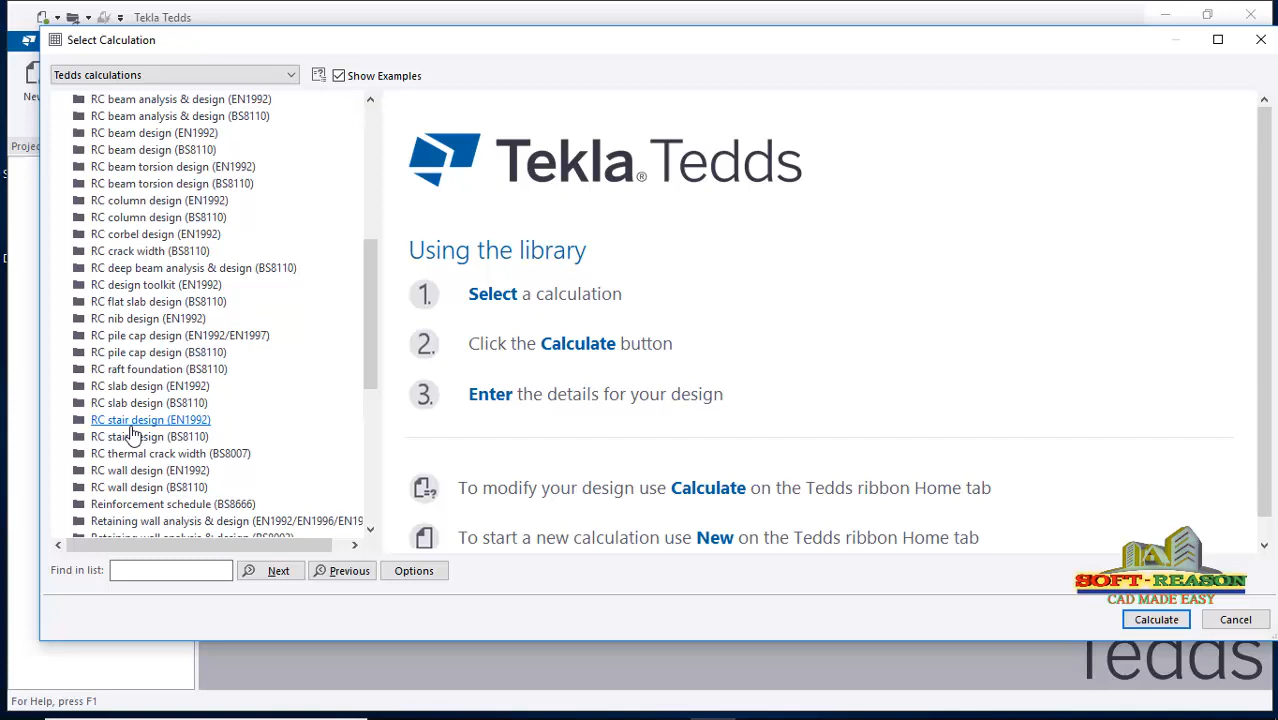 Tekla Tedds
Select Calculation
Tedds calculations
Show Examples
New
Projec
RC beam analysis & design (EN1992)
RC beam analysis & design (BS8110)
RC beam design (EN1992)
RC beam design (BS8110)
RC beam torsion design (EN1992)
RC beam torsion design (BS8110)
RC column design (EN1992)
RC column design (BS8110)
RC corbel design (EN1992)
RC crack width (BS8110)
RC deep beam analysis & design (BS8110)
RC design toolkit (EN1992)
RC flat slab design (BS8110)
RC nib design (EN1992)
RC pile cap design (EN1992/EN1997)
RC pile cap design (BS8110)
RC raft foundation (BS8110)
RC slab design (EN1992)
RC slab design (BS8110)
RC stair design (EN1992)
RC stair design (BS8110)
RC thermal crack width (BS8007)
RC wall design (EN1992)
RC wall design (BS8110)
Reinforcement schedule (BS8666)
Retaining wall analysis & design (EN1992/EN1996/EN19
Retaining wall analysis & design (BS8002)
Tekla® Tedds
Using the library
1. Select a calculation
2. Click the Calculate button
3. Enter the details for your design
To modify your design use Calculate on the Tedds ribbon Home tab
To start a new calculation use New on the Tedds ribbon Home tab
Find in list:
Next
Previous
Options
SOFT-REASON
CAD MADE EASY
Calculate
Cancel
Tedds
For Help, press F1